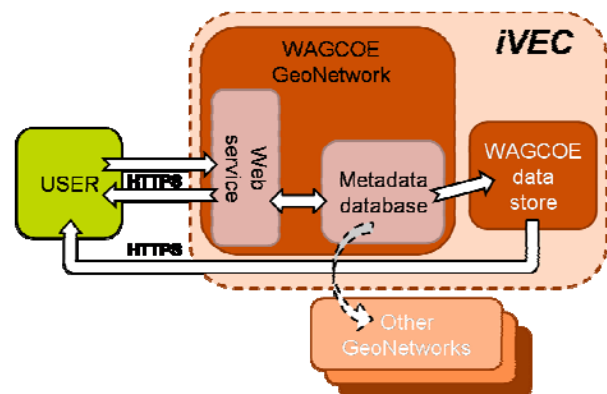 WAGCOE
GeoNetwork
iVEC
Web
service
USER
HTTPS
Metadata
database
WAGCOE
data
store
HTTPS
Other
GeoNetworks